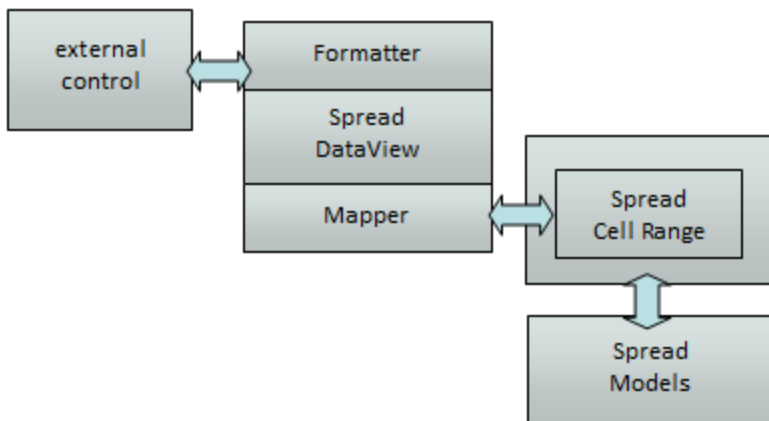 external
control
Formatter
Spread
DataView
Mapper
Spread
Cell Range
Spread
Models